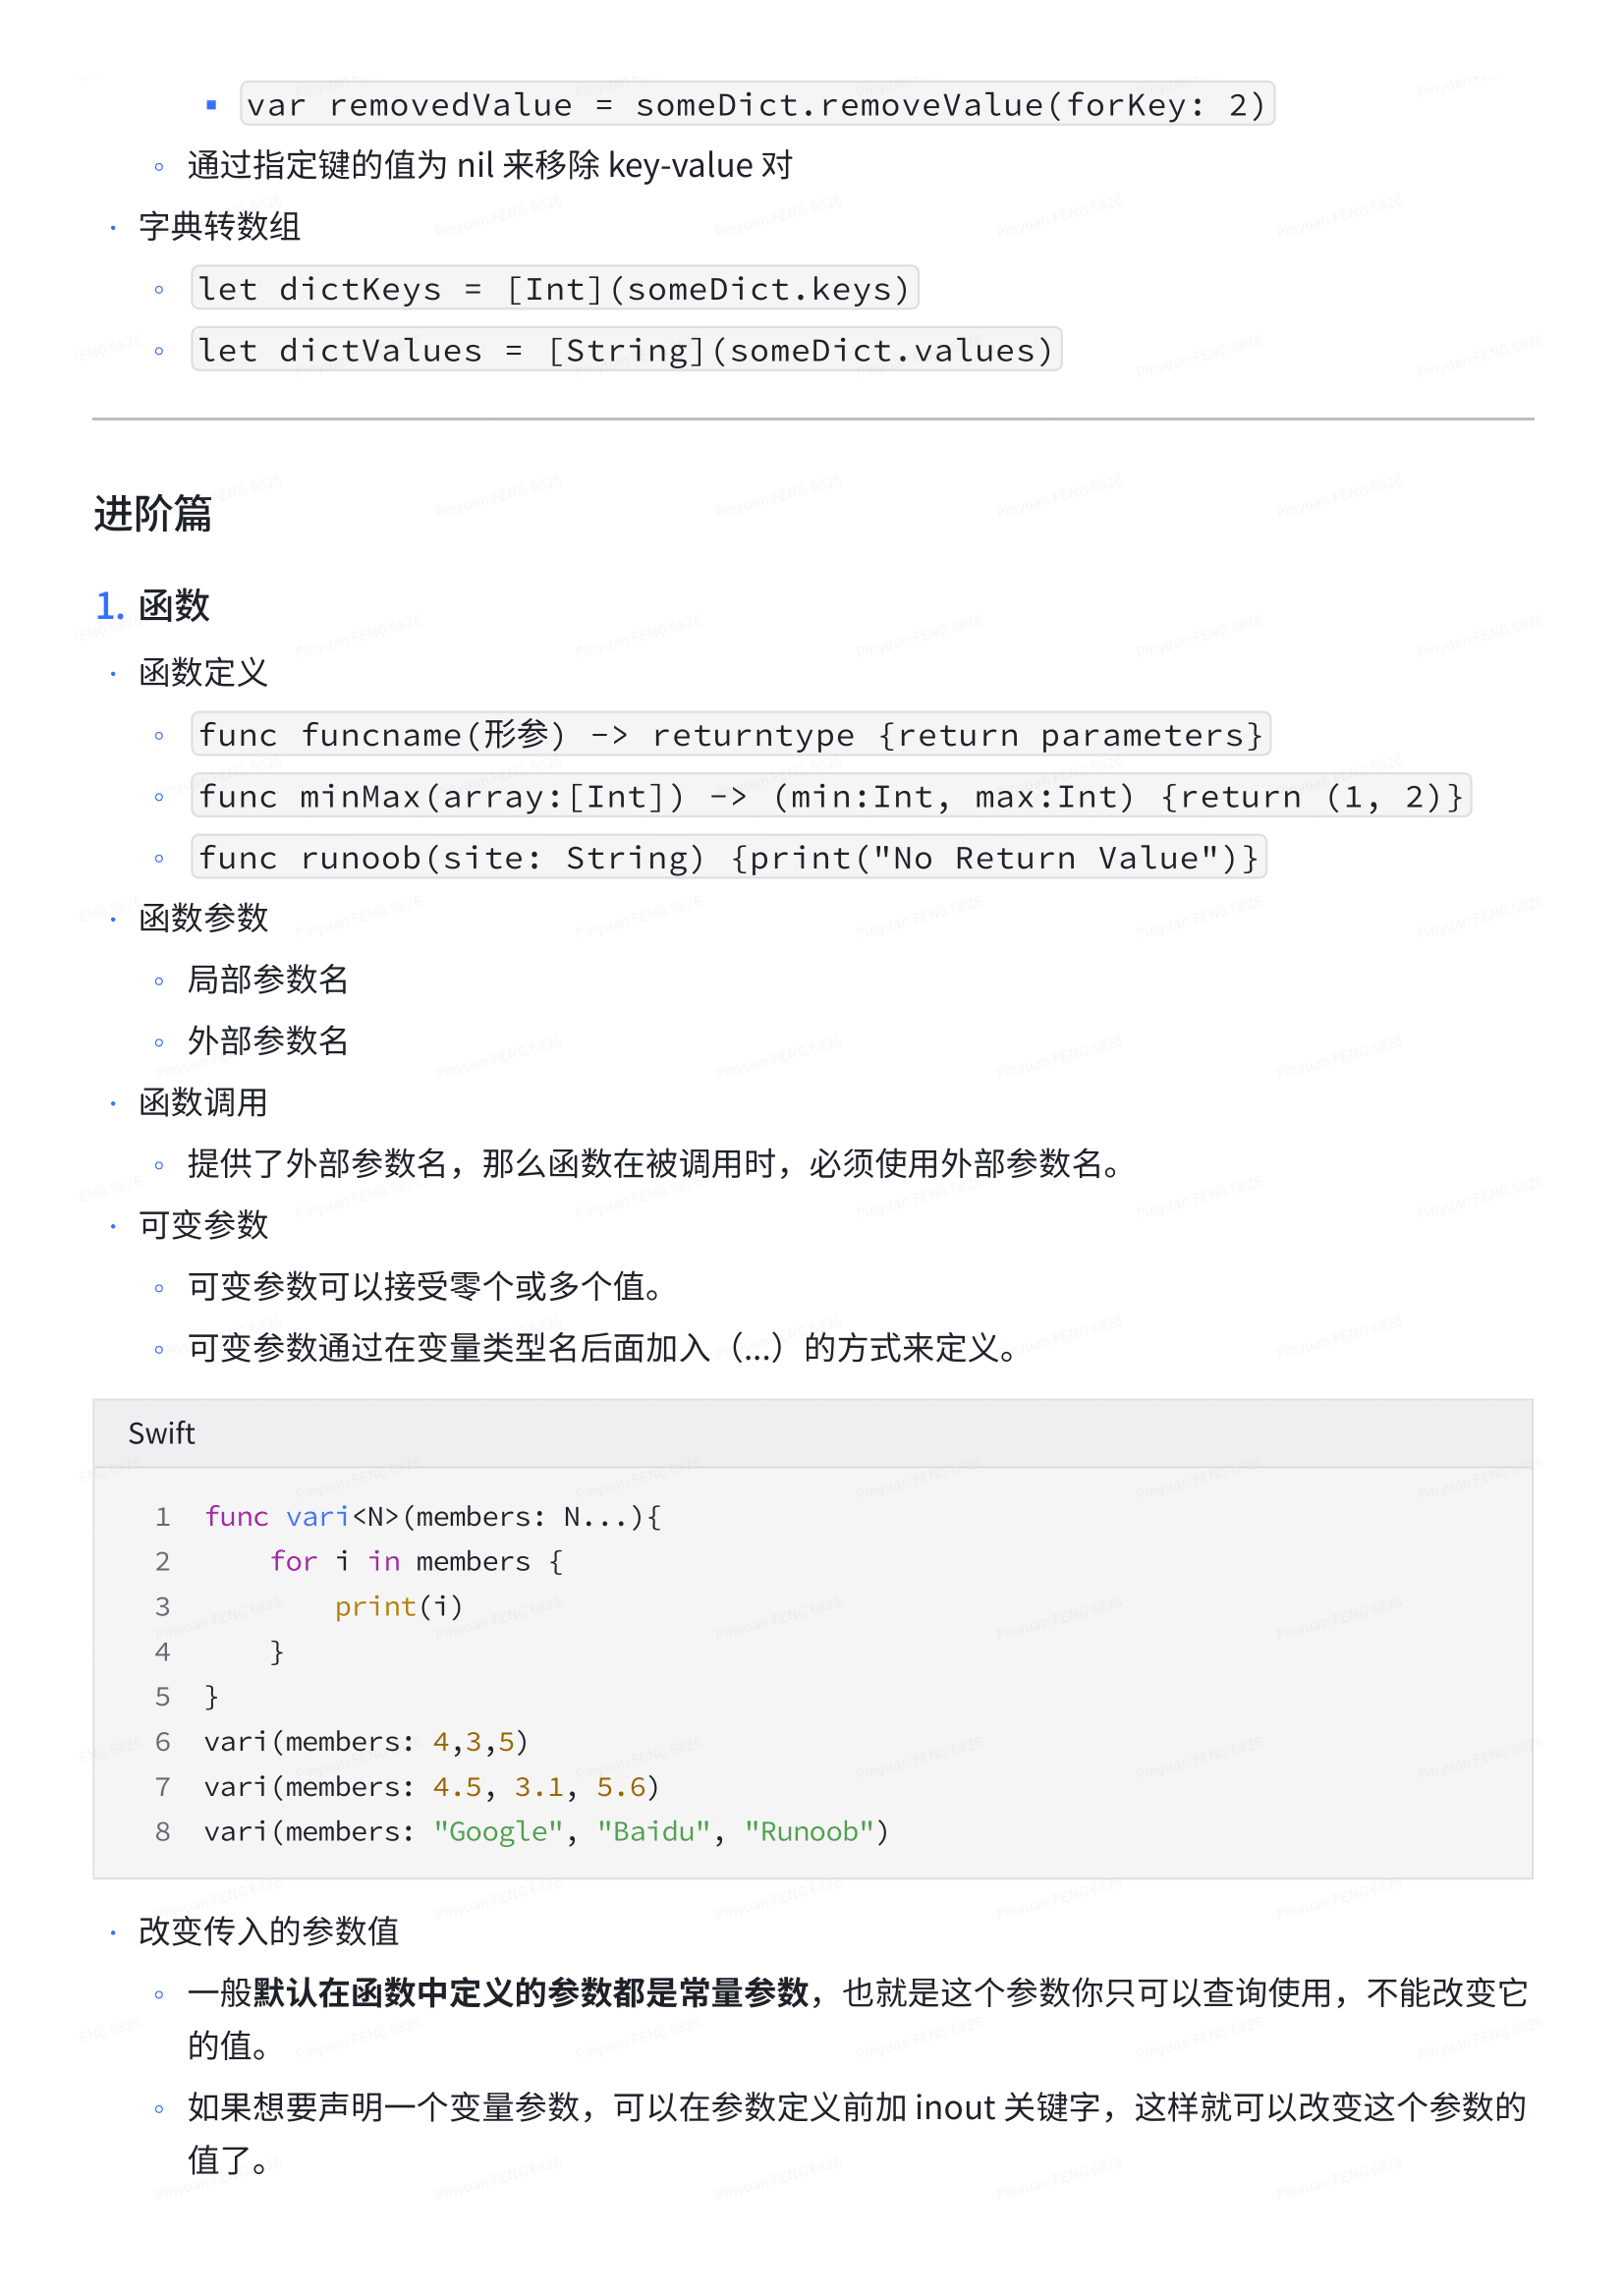 var removedValue = someDict.removeValue(forKey: 2)
通过指定键的值为 nil 来移除 key-value 对
字典转数组
let dictKeys = [Int](someDict.keys)
let dictValues = [String](someDict.values)
进阶篇
1. 函数
函数定义
func funcname(形参) -> returntype {return parameters}
func minMax(array:[Int]) -> (min:Int, max:Int) {return (1, 2)}
func runoob(site: String) {print("No Return Value")}
函数参数
局部参数名
外部参数名
函数调用
提供了外部参数名，那么函数在被调用时，必须使用外部参数名。
可变参数
可变参数可以接受零个或多个值。
可变参数通过在变量类型名后面加入（...）的方式来定义。
Swift
1 func vari<N>(members: N...){
2     for i in members {
3         print(i)
4     }
5 }
6 vari(members: 4,3,5)
7 vari(members: 4.5, 3.1, 5.6)
8 vari(members: "Google", "Baidu", "Runoob")
改变传入的参数值
一般默认在函数中定义的参数都是常量参数，也就是这个参数你只可以查询使用，不能改变它
的值。
如果想要声明一个变量参数，可以在参数定义前加 inout 关键字，这样就可以改变这个参数的
值了。
Pinyuan FENG 6826